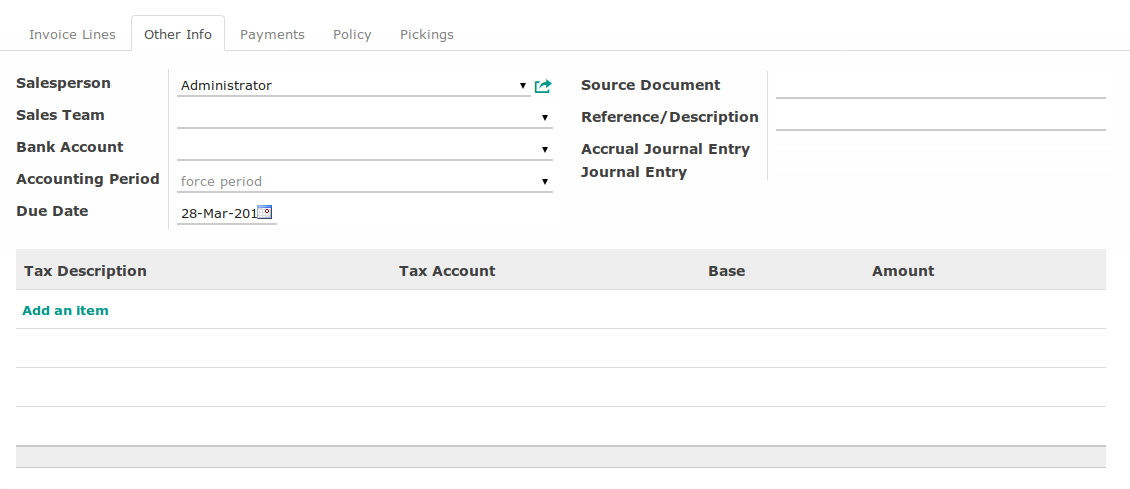 Invoice Lines Other Info Payments Policy Pickings
Salesperson Administrator
Sales Team
Bank Account
Accounting Period force period
Due Date 28-Mar-201
Source Document
Reference/Description
Accrual Journal Entry
Journal Entry
Tax Description Tax Account Base Amount
Add an item